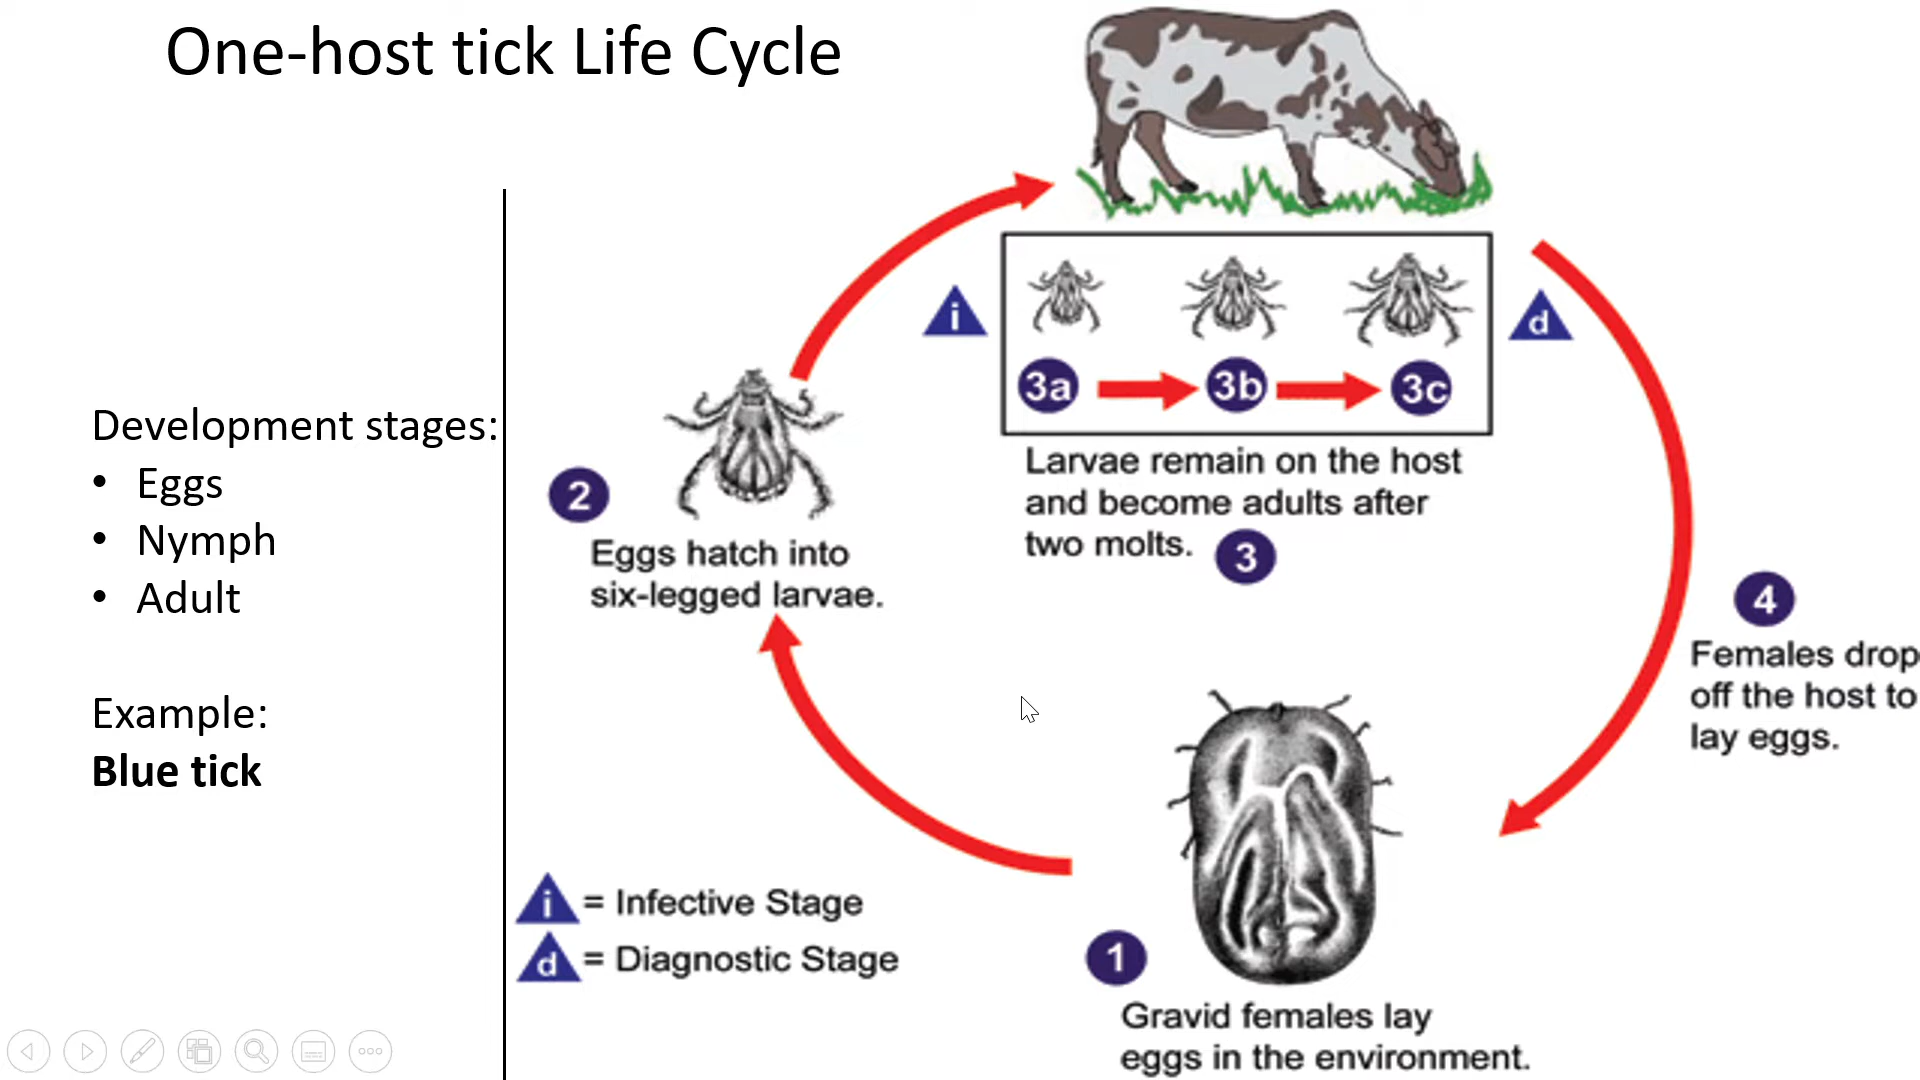 One-host tick Life Cycle
Development stages:
• Eggs
• Nymph
• Adult
Example:
Blue tick
i
3a
3b
3c
d
Larvae remain on the host
and become adults after
two molts. 3
2
Eggs hatch into
six-legged larvae.
4
Females drop
off the host to
lay eggs.
i = Infective Stage
d = Diagnostic Stage
1
Gravid females lay
eggs in the environment.